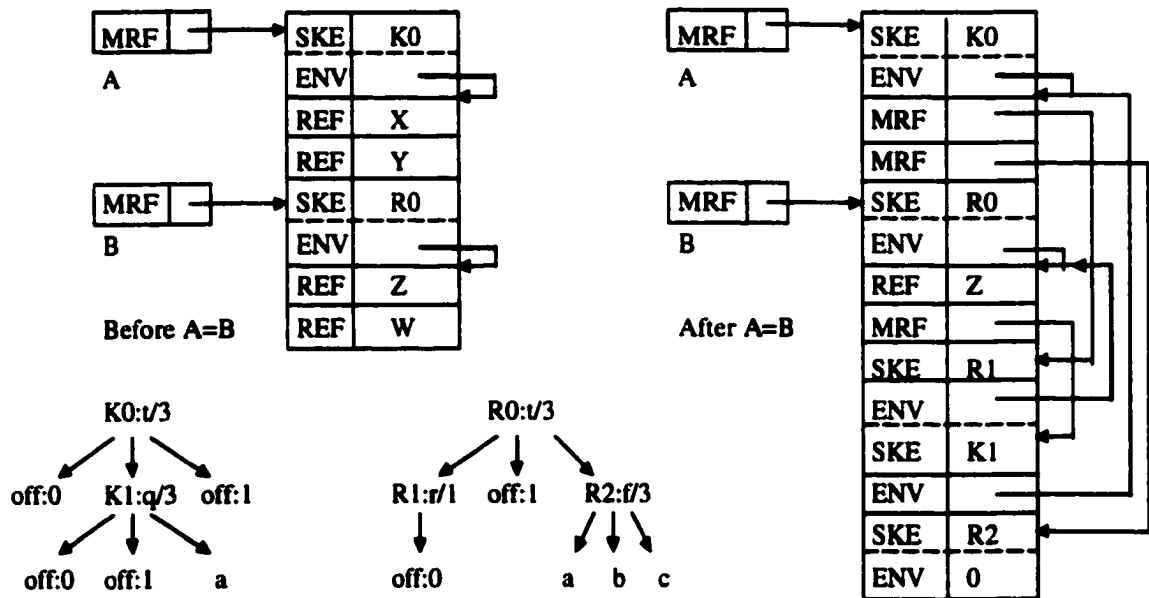 MRF
A
SKE K0
ENV
REF X
REF Y
MRF
B
SKE R0
ENV
REF Z
REF W
Before A=B
MRF
A
SKE K0
ENV
MRF
MRF
MRF
B
SKE R0
ENV
REF Z
MRF
SKE R1
ENV
SKE K1
ENV
SKE R2
ENV 0
After A=B
K0:t/3
off:0 K1:q/3 off:1
off:0 off:1 a
R0:t/3
R1:r/1 off:1 R2:f/3
off:0 a b c